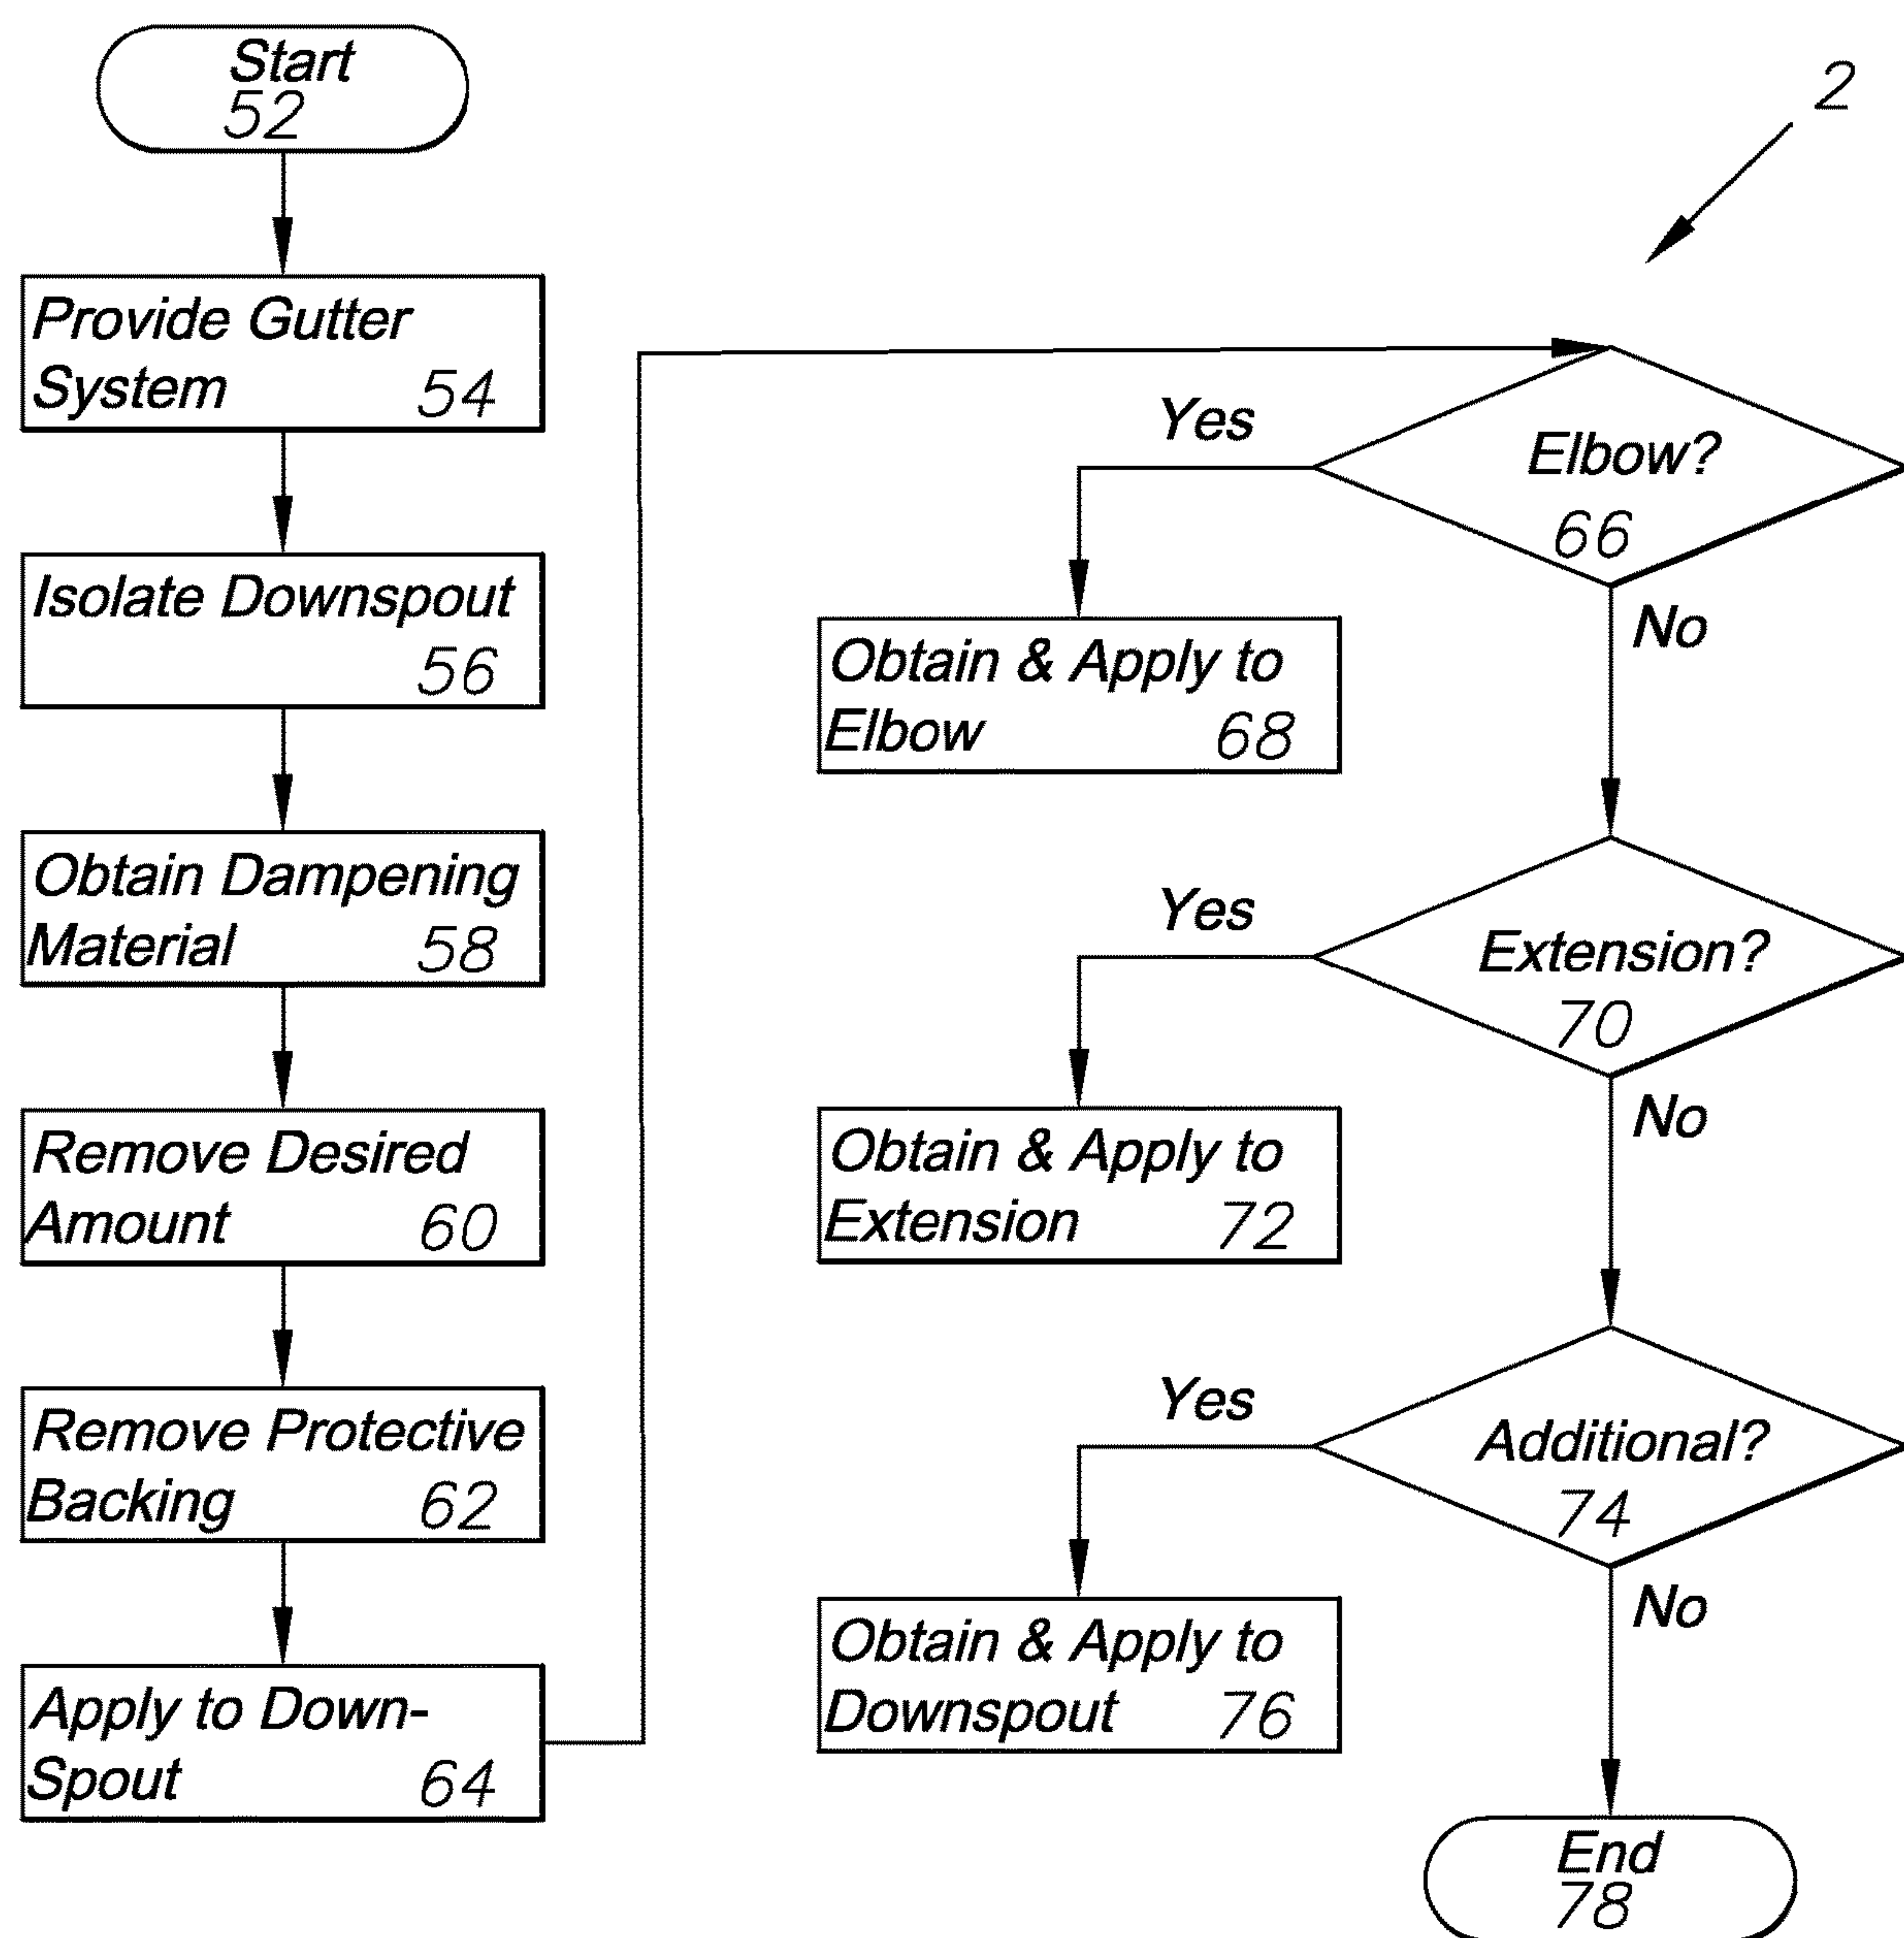 Start
52
Provide Gutter
System 54
Isolate Downspout
56
Obtain Dampening
Material 58
Remove Desired
Amount 60
Remove Protective
Backing 62
Apply to Down-
Spout 64
2
Elbow?
66
Yes
No
Obtain & Apply to
Elbow 68
Extension?
70
Yes
No
Obtain & Apply to
Extension 72
Additional?
74
Yes
No
Obtain & Apply to
Downspout 76
End
78